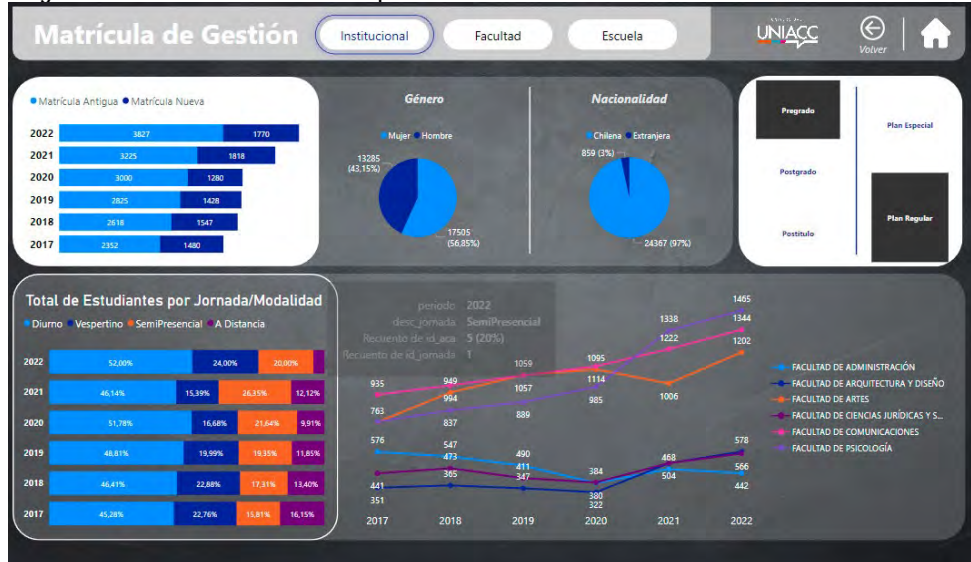 Matrícula de Gestión
Institucional
Facultad
Escuela
UNIACC
Volver
Matrícula Antigua Matrícula Nueva
2022 3827 1770
2021 3225 1818
2020 3000 1280
2019 2825 1428
2018 2618 1547
2017 2352 1480
Género
Mujer Hombre
13285
(43,15%)
17505
(56,85%)
Nacionalidad
Chilena Extranjera
859 (3%)
24367 (97%)
Pregrado
Postgrado
Postítulo
Plan Especial
Plan Regular
Total de Estudiantes por Jornada/Modalidad
Diurno Vespertino SemiPresencial A Distancia
2022 52,00% 24,00% 20,00%
2021 46,14% 15,39% 26,35% 12,12%
2020 51,78% 16,68% 21,64% 9,91%
2019 48,81% 19,99% 19,35% 11,85%
2018 46,41% 22,88% 17,31% 13,40%
2017 45,28% 22,76% 15,81% 16,15%
periodo 2022
desc_jornada SemiPresencial
Recuento de id_aca 5 (20%)
Recuento de id_jornada 1
1465
1338 1344
1222 1202
1059 1095
935 949 1057 1114 1006
763 994 889 985
837
576 547 490 468 578
473 411 384 504 566
441 365 347 380 442
351 322
2017 2018 2019 2020 2021 2022
FACULTAD DE ADMINISTRACIÓN
FACULTAD DE ARQUITECTURA Y DISEÑO
FACULTAD DE ARTES
FACULTAD DE CIENCIAS JURÍDICAS Y S...
FACULTAD DE COMUNICACIONES
FACULTAD DE PSICOLOGÍA